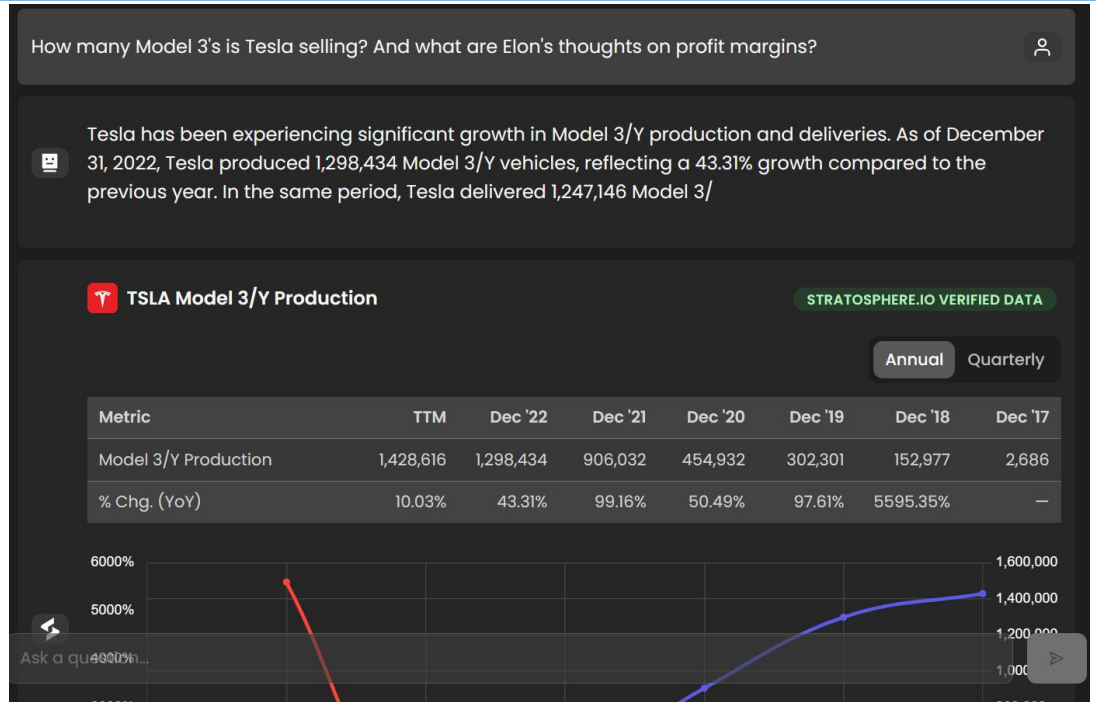 How many Model 3's is Tesla selling? And what are Elon's thoughts on profit margins?
Tesla has been experiencing significant growth in Model 3/Y production and deliveries. As of December
31, 2022, Tesla produced 1,298,434 Model 3/Y vehicles, reflecting a 43.31% growth compared to the
previous year. In the same period, Tesla delivered 1,247,146 Model 3/
TSLA Model 3/Y Production
STRATOSPHERE.IO VERIFIED DATA
Annual Quarterly
Metric TTM Dec '22 Dec '21 Dec '20 Dec '19 Dec '18 Dec '17
Model 3/Y Production 1,428,616 1,298,434 906,032 454,932 302,301 152,977 2,686
% Chg. (YoY) 10.03% 43.31% 99.16% 50.49% 97.61% 5595.35% —
6000% 1,600,000
5000% 1,400,000
1,200,000
Ask a question...
4000%